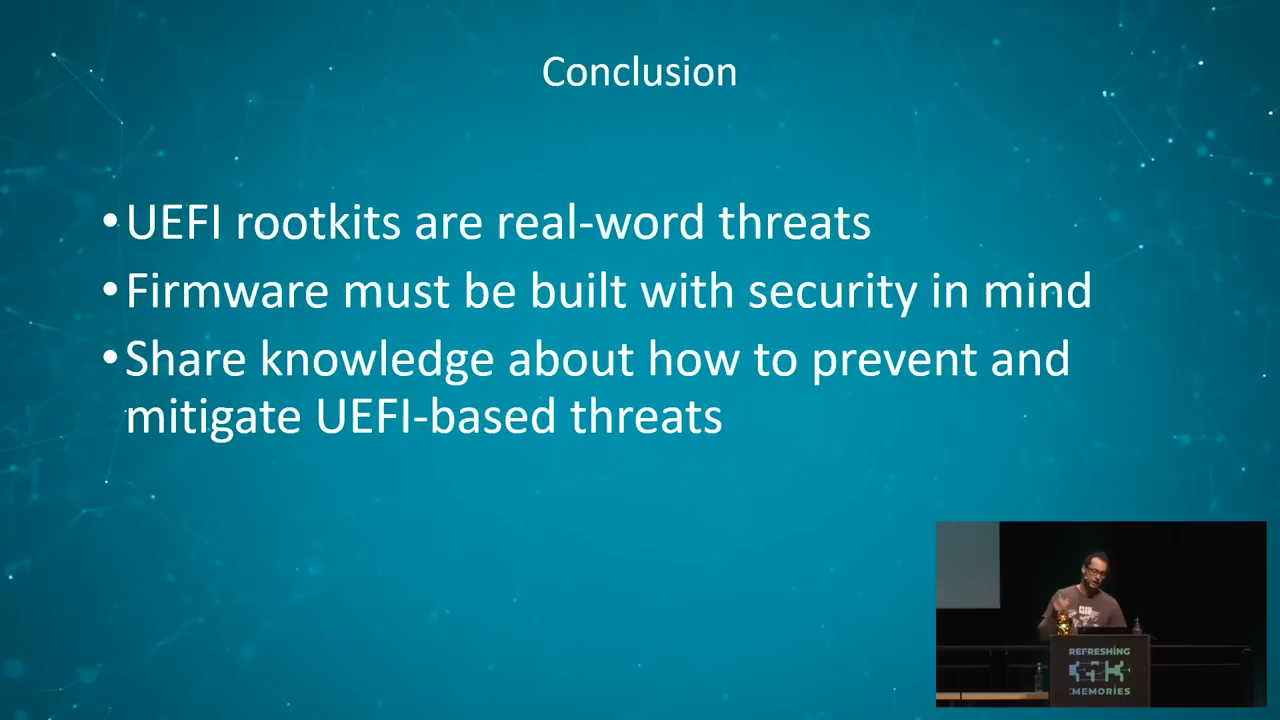 Conclusion
•UEFI rootkits are real-word threats
•Firmware must be built with security in mind
•Share knowledge about how to prevent and
mitigate UEFI-based threats
REFRESHING
:MEMORIES